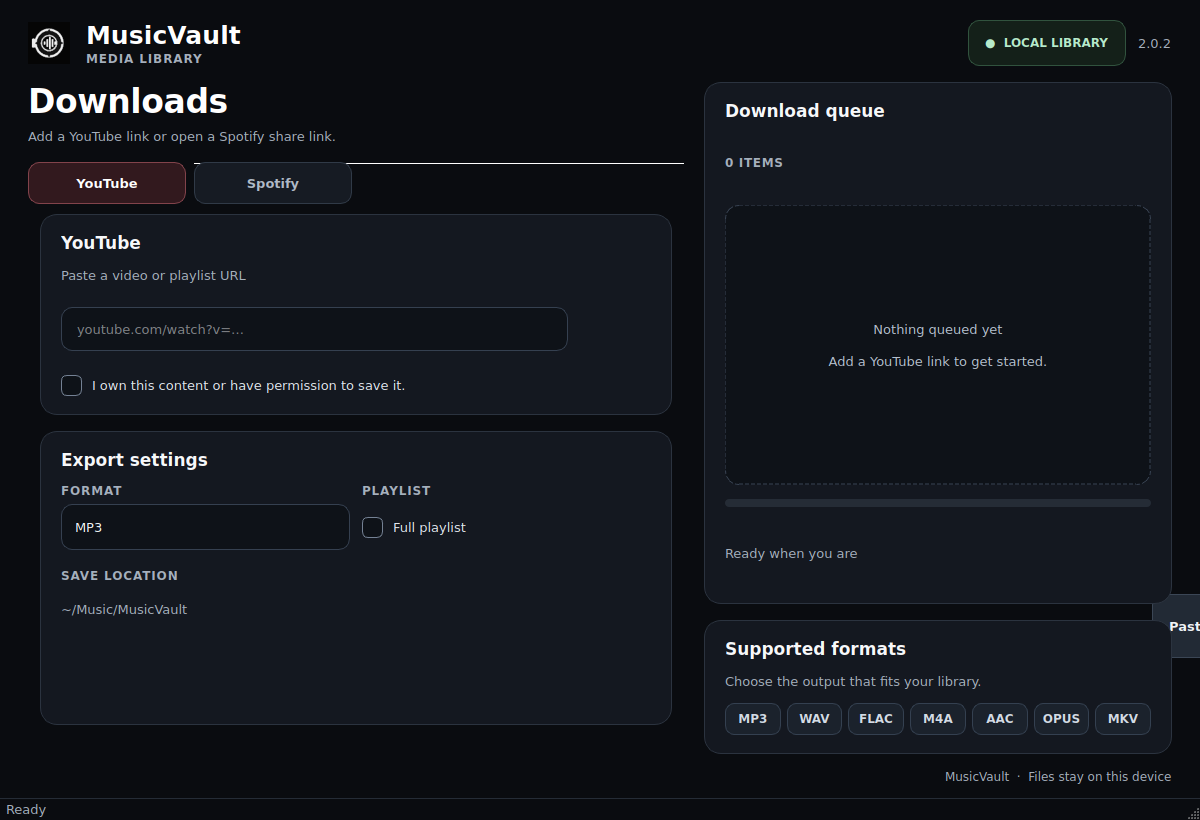 MusicVault
MEDIA LIBRARY
● LOCAL LIBRARY
2.0.2
Downloads
Add a YouTube link or open a Spotify share link.
YouTube
Spotify
YouTube
Paste a video or playlist URL
youtube.com/watch?v=...
I own this content or have permission to save it.
Export settings
FORMAT
PLAYLIST
MP3
Full playlist
SAVE LOCATION
~/Music/MusicVault
Download queue
0 ITEMS
Nothing queued yet
Add a YouTube link to get started.
Ready when you are
Past
Supported formats
Choose the output that fits your library.
MP3 WAV FLAC M4A AAC OPUS MKV
MusicVault · Files stay on this device
Ready